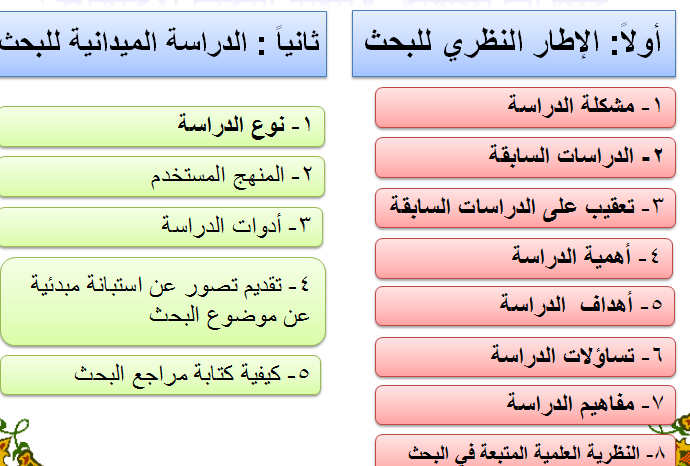 أولاً: الإطار النظري للبحث
١- مشكلة الدراسة
٢- الدراسات السابقة
٣- تعقيب على الدراسات السابقة
٤- أهمية الدراسة
٥- أهداف الدراسة
٦- تساؤلات الدراسة
٧- مفاهيم الدراسة
٨- النظرية العلمية المتبعة في البحث
ثانياً : الدراسة الميدانية للبحث
١- نوع الدراسة
٢- المنهج المستخدم
٣- أدوات الدراسة
٤- تقديم تصور عن استبانة مبدئية
عن موضوع البحث
٥- كيفية كتابة مراجع البحث